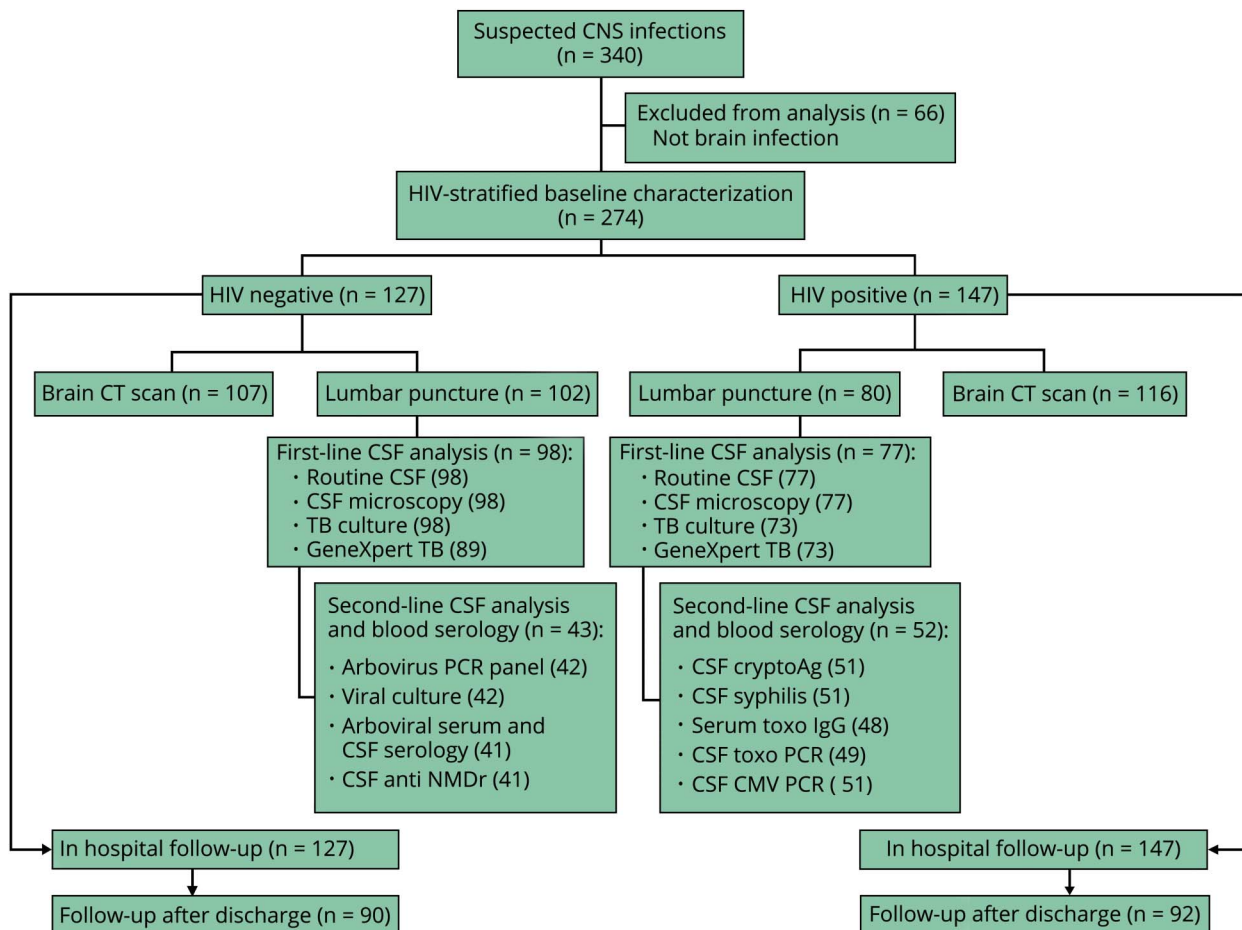 Suspected CNS infections
(n = 340)
Excluded from analysis (n = 66)
Not brain infection
HIV-stratified baseline characterization
(n = 274)
HIV negative (n = 127)
HIV positive (n = 147)
Brain CT scan (n = 107)
Lumbar puncture (n = 102)
Lumbar puncture (n = 80)
Brain CT scan (n = 116)
First-line CSF analysis (n = 98):
· Routine CSF (98)
· CSF microscopy (98)
· TB culture (98)
· GeneXpert TB (89)
First-line CSF analysis (n = 77):
· Routine CSF (77)
· CSF microscopy (77)
· TB culture (73)
· GeneXpert TB (73)
Second-line CSF analysis
and blood serology (n = 43):
· Arbovirus PCR panel (42)
· Viral culture (42)
· Arboviral serum and
CSF serology (41)
· CSF anti NMDr (41)
Second-line CSF analysis
and blood serology (n = 52):
· CSF cryptoAg (51)
· CSF syphilis (51)
· Serum toxo IgG (48)
· CSF toxo PCR (49)
· CSF CMV PCR ( 51)
In hospital follow-up (n = 127)
In hospital follow-up (n = 147)
Follow-up after discharge (n = 90)
Follow-up after discharge (n = 92)